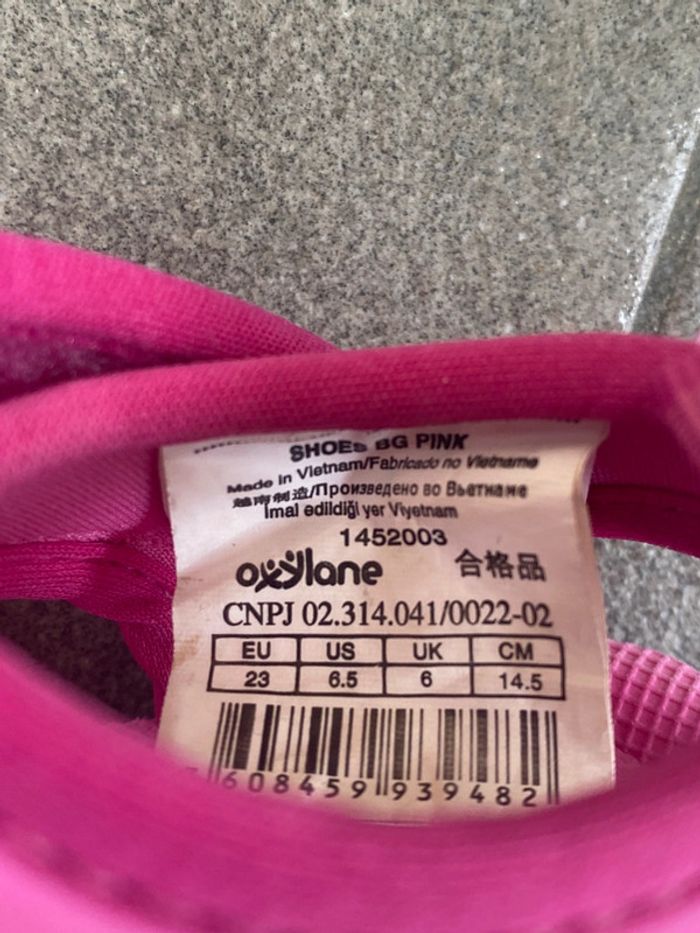 SHOES BG PINK
Made in Vietnam/Fabricado no Vietname
越南制造/Произведено во Вьетнаме
Imal edildiği yer Viyetnam
1452003
oxylane 合格品
CNPJ 02.314.041/0022-02
EU US UK CM
23 6.5 6 14.5
608459 939482